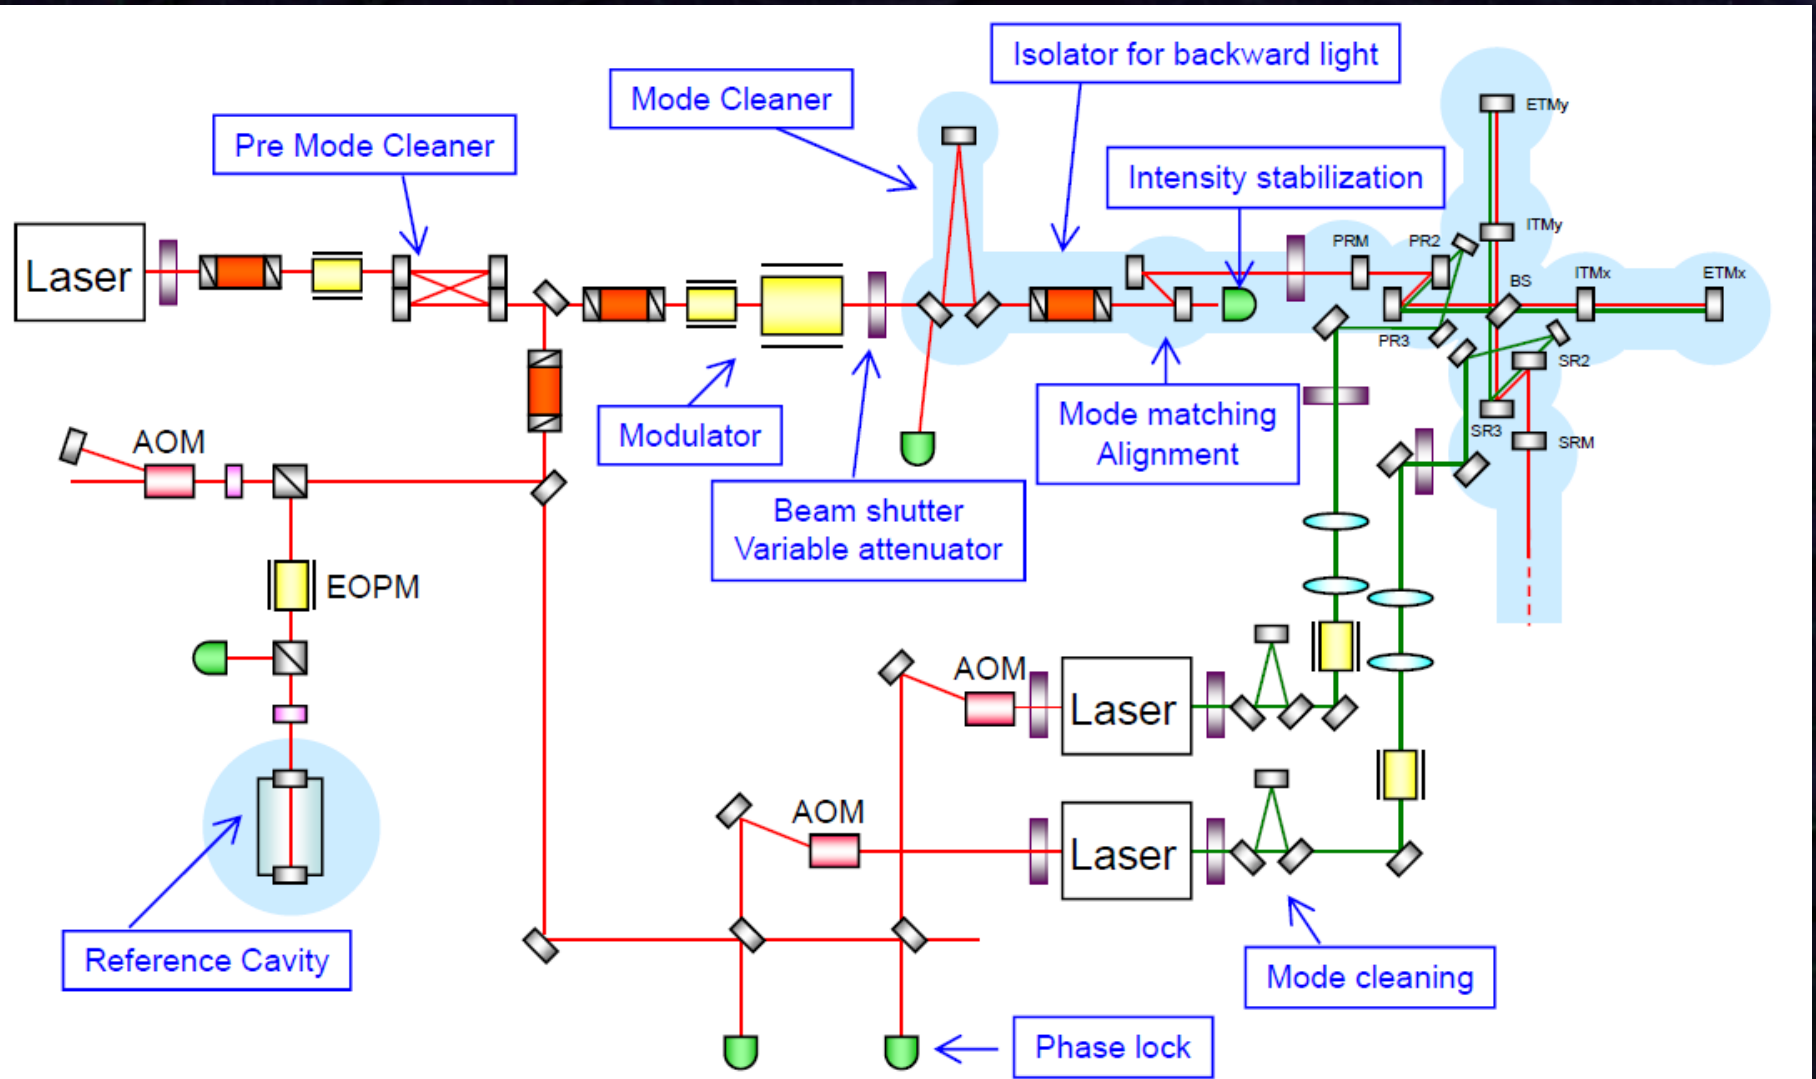 Isolator for backward light
Mode Cleaner
Pre Mode Cleaner
Intensity stabilization
ETMy
ITMy
PRM
PR2
ITMx
ETMx
BS
Laser
PR3
SR2
SR3
SRM
Modulator
Mode matching
Alignment
AOM
Beam shutter
Variable attenuator
EOPM
AOM
Laser
AOM
Laser
Reference Cavity
Mode cleaning
Phase lock